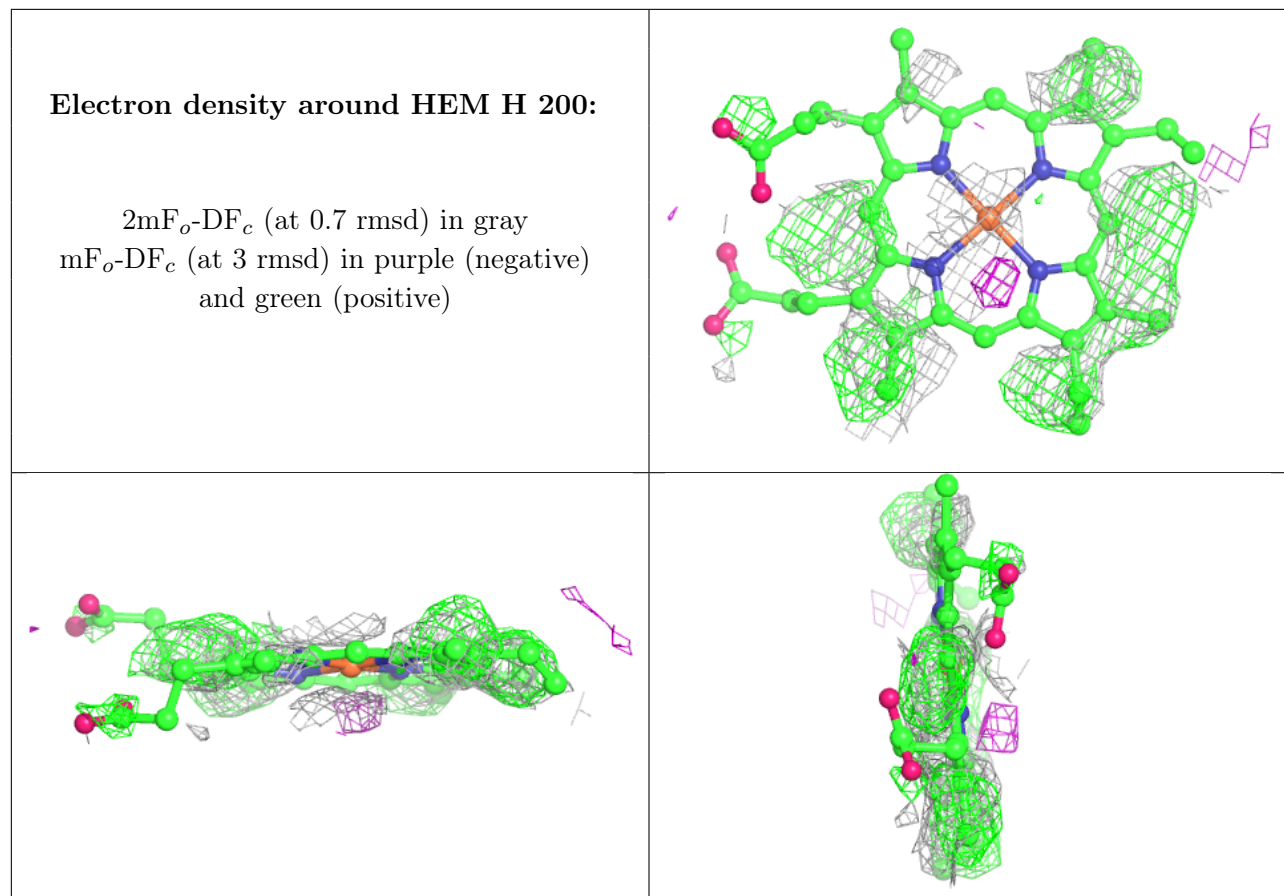 Electron density around HEM H 200:
2mFo-DFc (at 0.7 rmsd) in gray
mFo-DFc (at 3 rmsd) in purple (negative)
and green (positive)